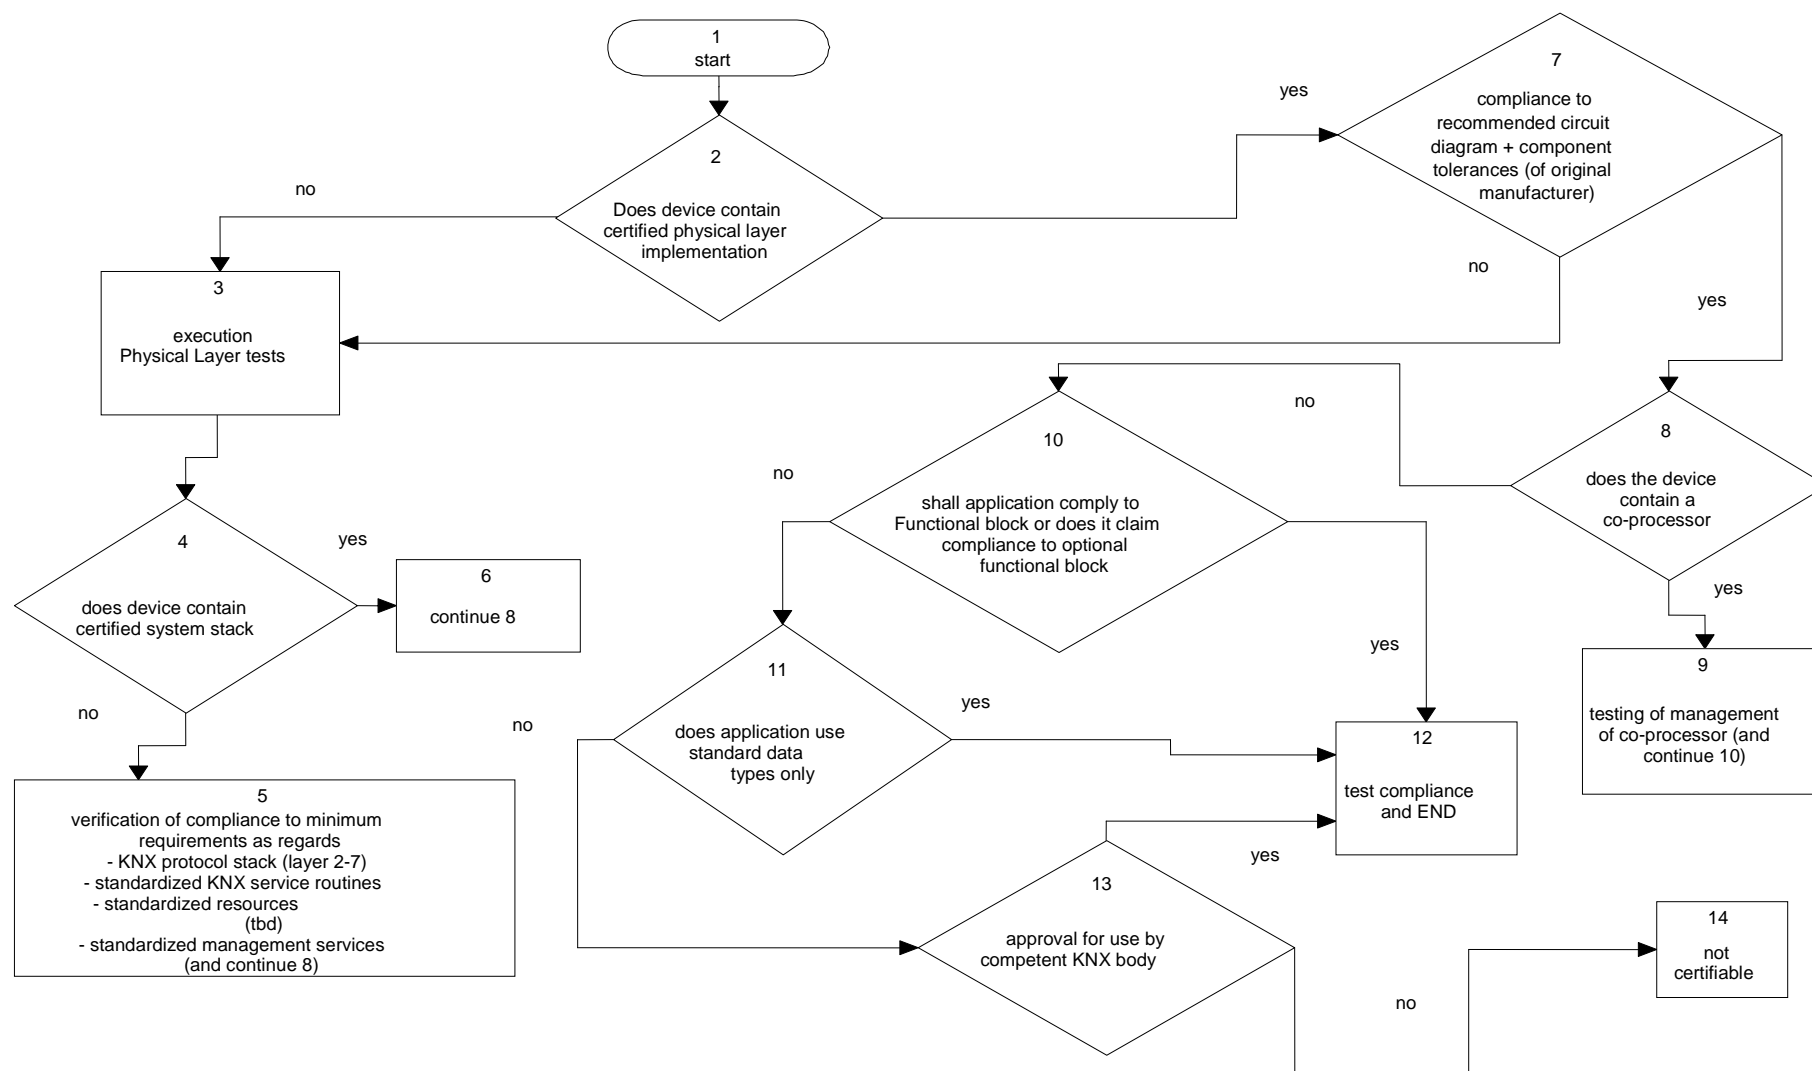 1
start
2
Does device contain
certified physical layer
implementation
no
yes
7
compliance to
recommended circuit
diagram + component
tolerances (of original
manufacturer)
no
yes
3
execution
Physical Layer tests
4
does device contain
certified system stack
yes
no
6
continue 8
5
verification of compliance to minimum
requirements as regards
- KNX protocol stack (layer 2-7)
- standardized KNX service routines
- standardized resources
(tbd)
- standardized management services
(and continue 8)
8
does the device
contain a
co-processor
no
yes
9
testing of management
of co-processor (and
continue 10)
10
shall application comply to
Functional block or does it claim
compliance to optional
functional block
no
yes
11
does application use
standard data
types only
no
yes
12
test compliance
and END
13
approval for use by
competent KNX body
yes
no
14
not
certifiable